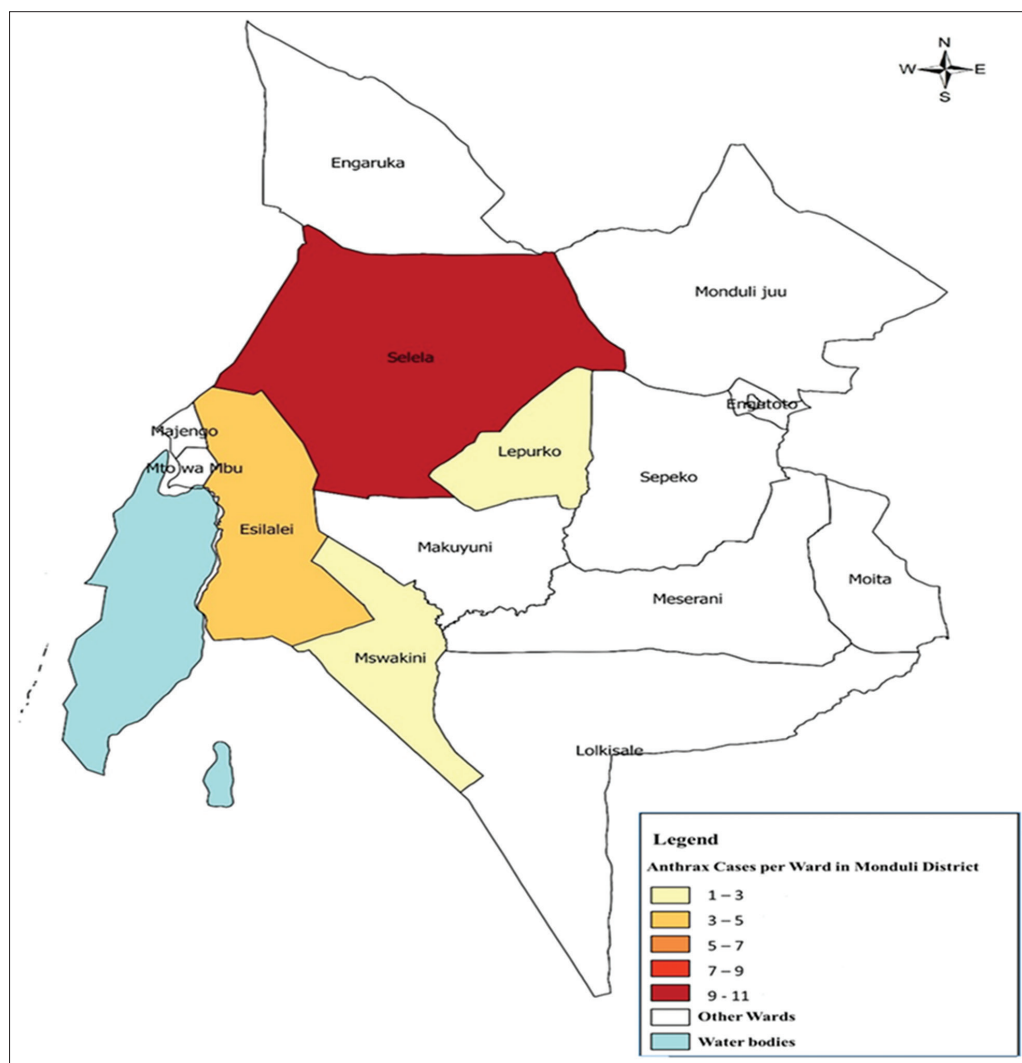 N
W E
S
Engaruka
Monduli juu
Selela
Engutoto
Majengo
Lepurko
Mto wa Mbu
Sepeko
Esilalei
Makuyuni
Moita
Meserani
Mswakini
Lolkisale
Legend
Anthrax Cases per Ward in Monduli District
1 – 3
3 – 5
5 – 7
7 – 9
9 - 11
Other Wards
Water bodies